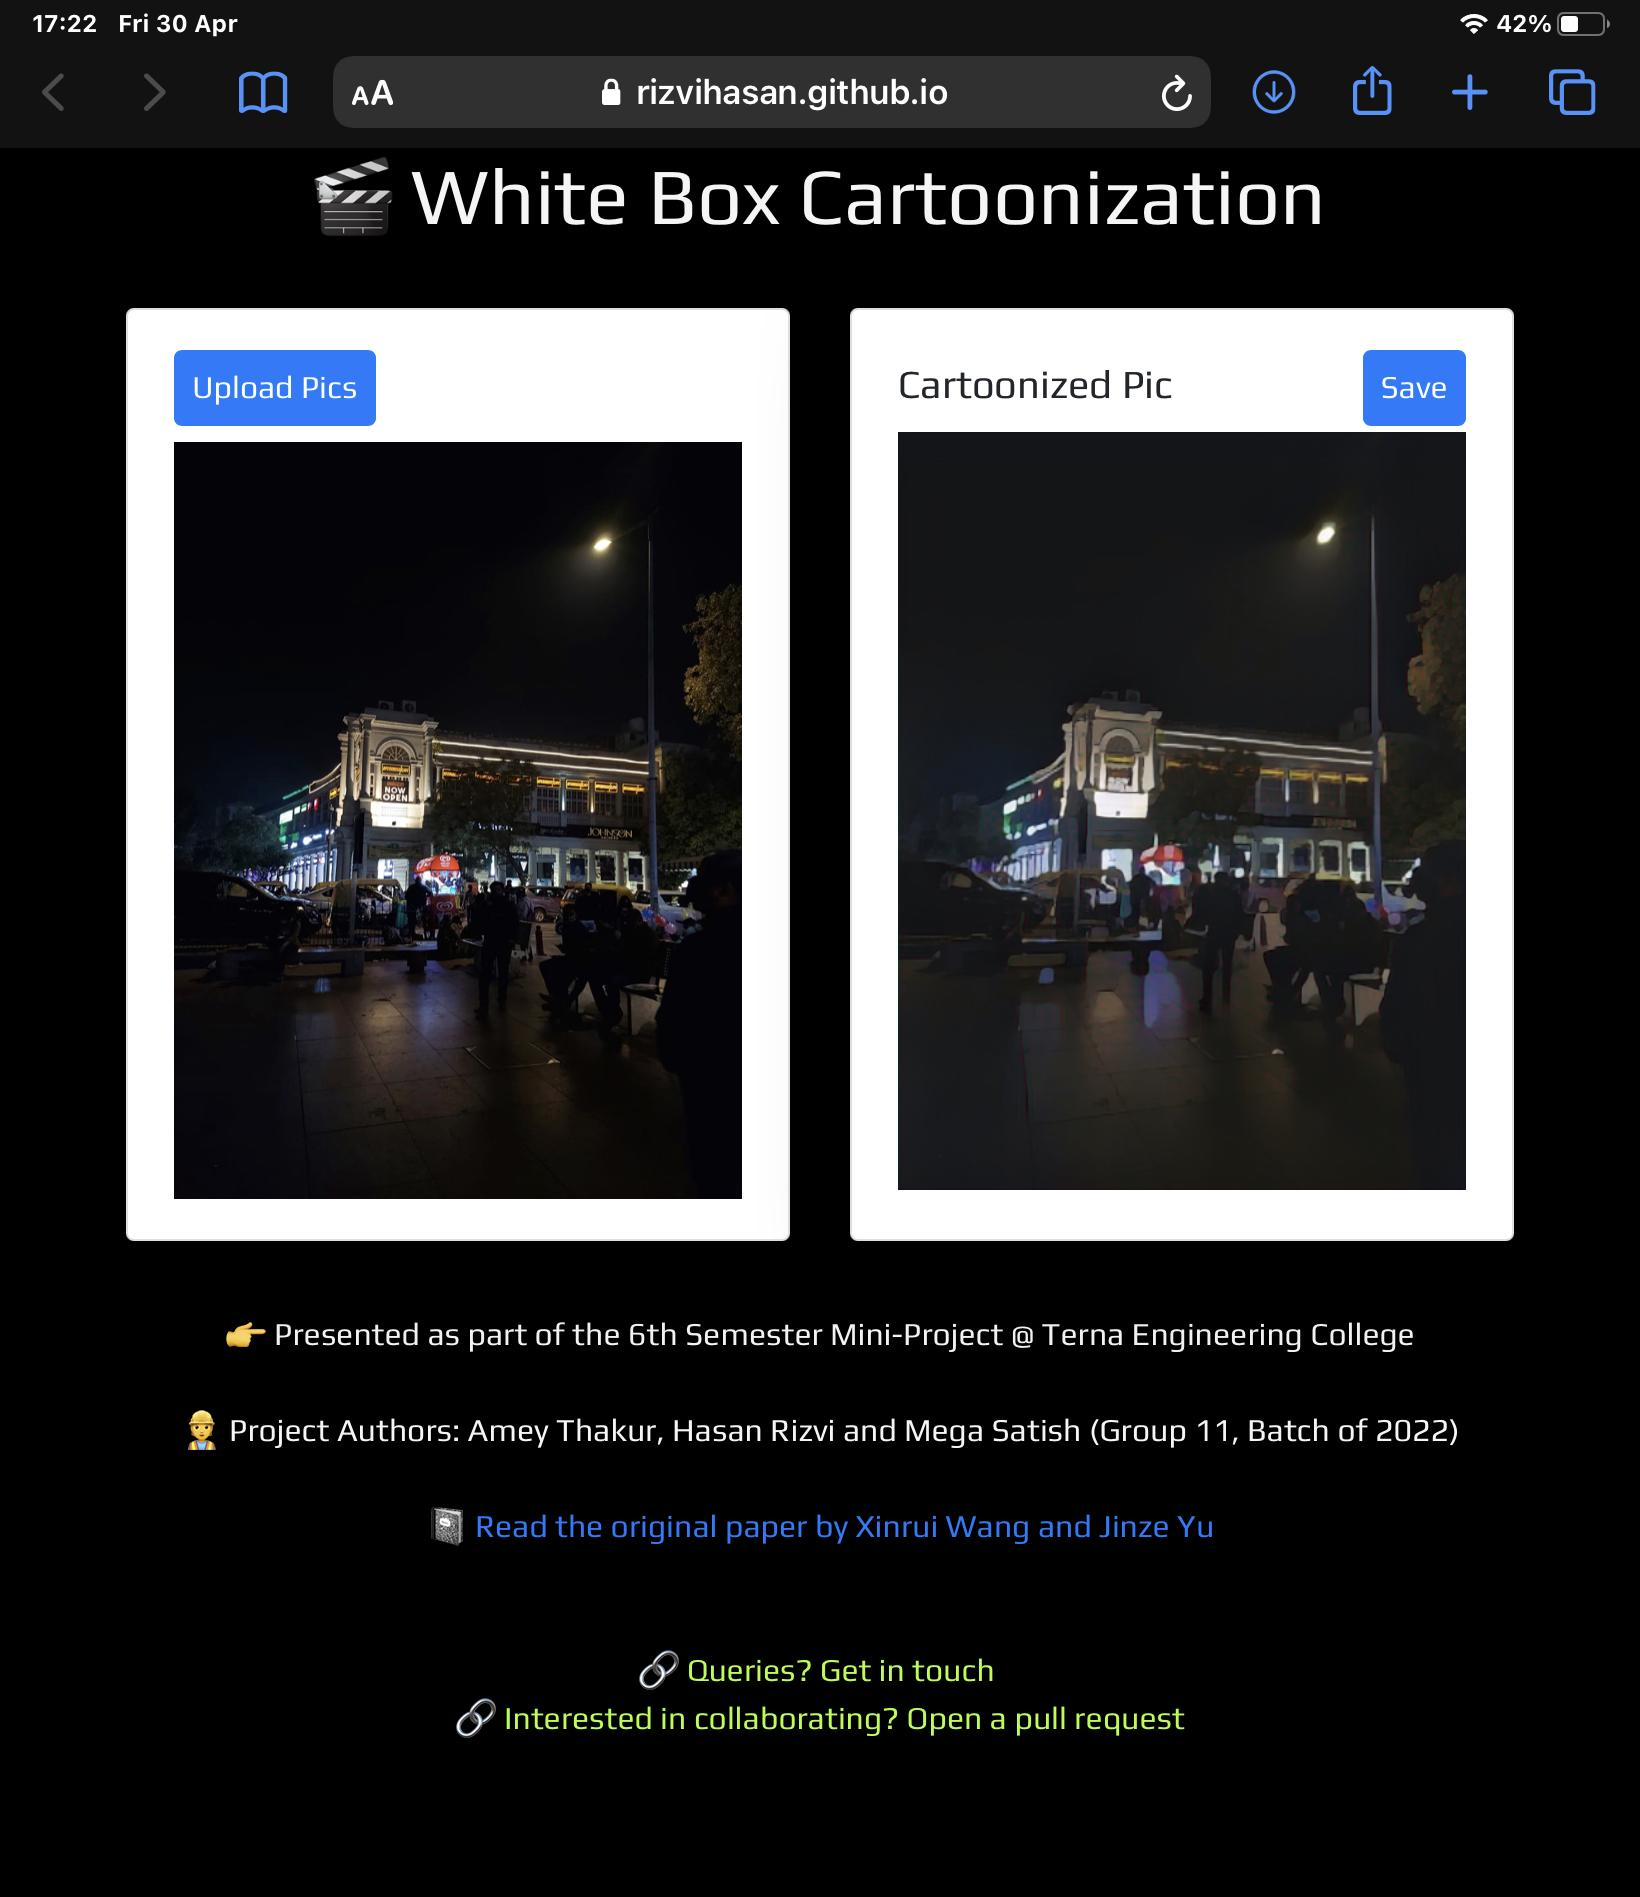 17:22 Fri 30 Apr
42%
AA
rizvihasan.github.io
🎬 White Box Cartoonization
Upload Pics
Cartoonized Pic
Save
NOW
OPEN
JOHNSON
👉 Presented as part of the 6th Semester Mini-Project @ Terna Engineering College
👷 Project Authors: Amey Thakur, Hasan Rizvi and Mega Satish (Group 11, Batch of 2022)
📓 Read the original paper by Xinrui Wang and Jinze Yu
🔗 Queries? Get in touch
🔗 Interested in collaborating? Open a pull request